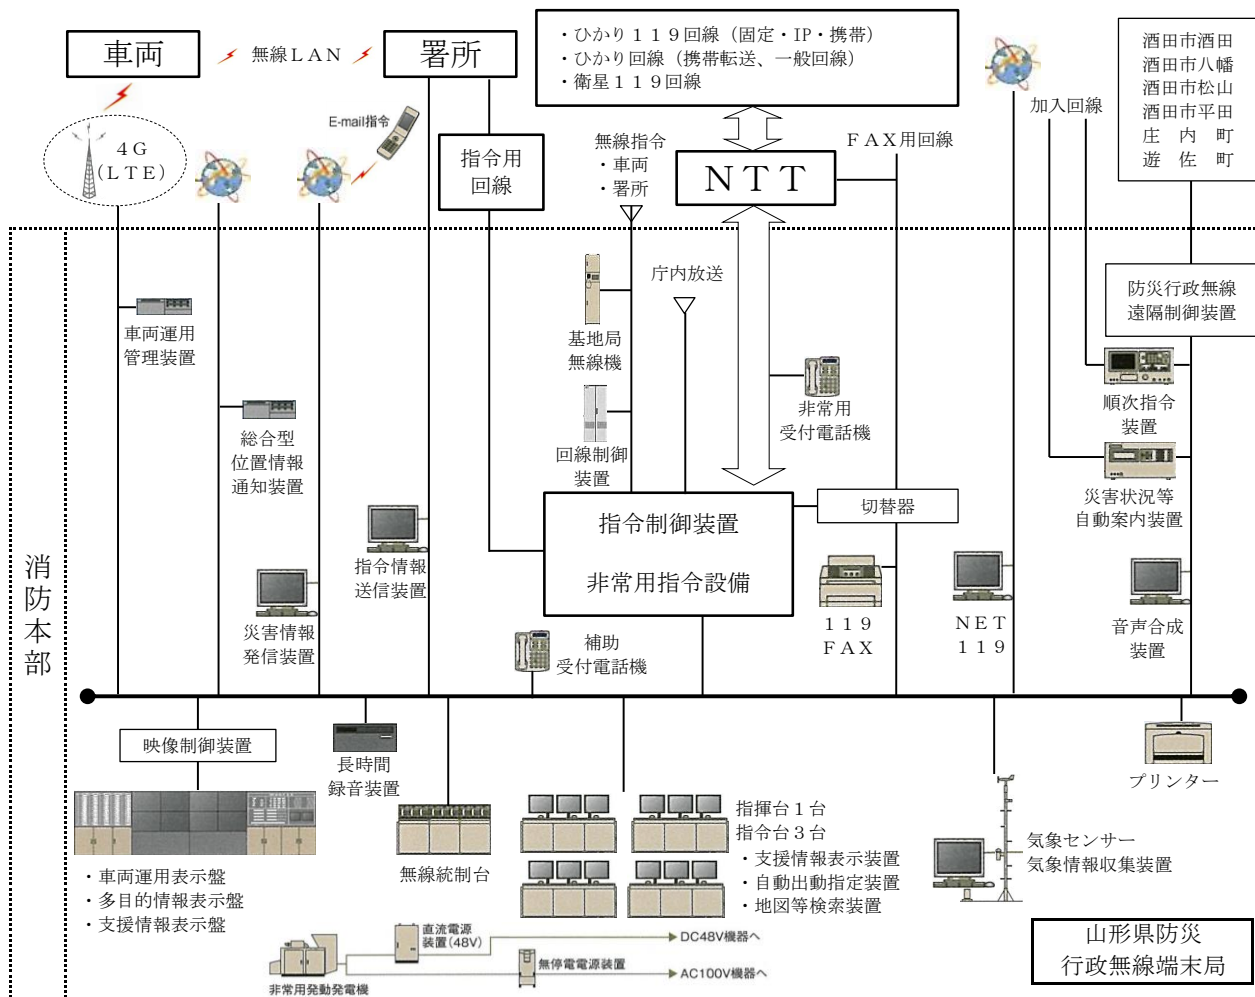 車両
無線ＬＡＮ
署所
・ひかり１１９回線（固定・IP・携帯）
・ひかり回線（携帯転送、一般回線）
・衛星１１９回線
酒田市酒田
酒田市八幡
酒田市松山
酒田市平田
庄内町
遊佐町
加入回線
E-mail指令
４Ｇ
(ＬＴＥ)
指令用
回線
無線指令
・車両
・署所
ＮＴＴ
ＦＡＸ用回線
消防本部
車両運用
管理装置
総合型
位置情報
通知装置
災害情報
発信装置
指令情報
送信装置
基地局
無線機
回線制御
装置
庁内放送
非常用
受付電話機
指令制御装置
非常用指令設備
切替器
１１９
ＦＡＸ
ＮＥＴ
１１９
防災行政無線
遠隔制御装置
順次指令
装置
災害状況等
自動案内装置
音声合成
装置
補助
受付電話機
映像制御装置
・車両運用表示盤
・多目的情報表示盤
・支援情報表示盤
長時間
録音装置
無線統制台
指揮台１台
指令台３台
・支援情報表示装置
・自動出動指定装置
・地図等検索装置
気象センサー
気象情報収集装置
プリンター
非常用発動発電機
直流電源
装置(48V)
DC48V機器へ
無停電電源装置
AC100V機器へ
山形県防災
行政無線端末局